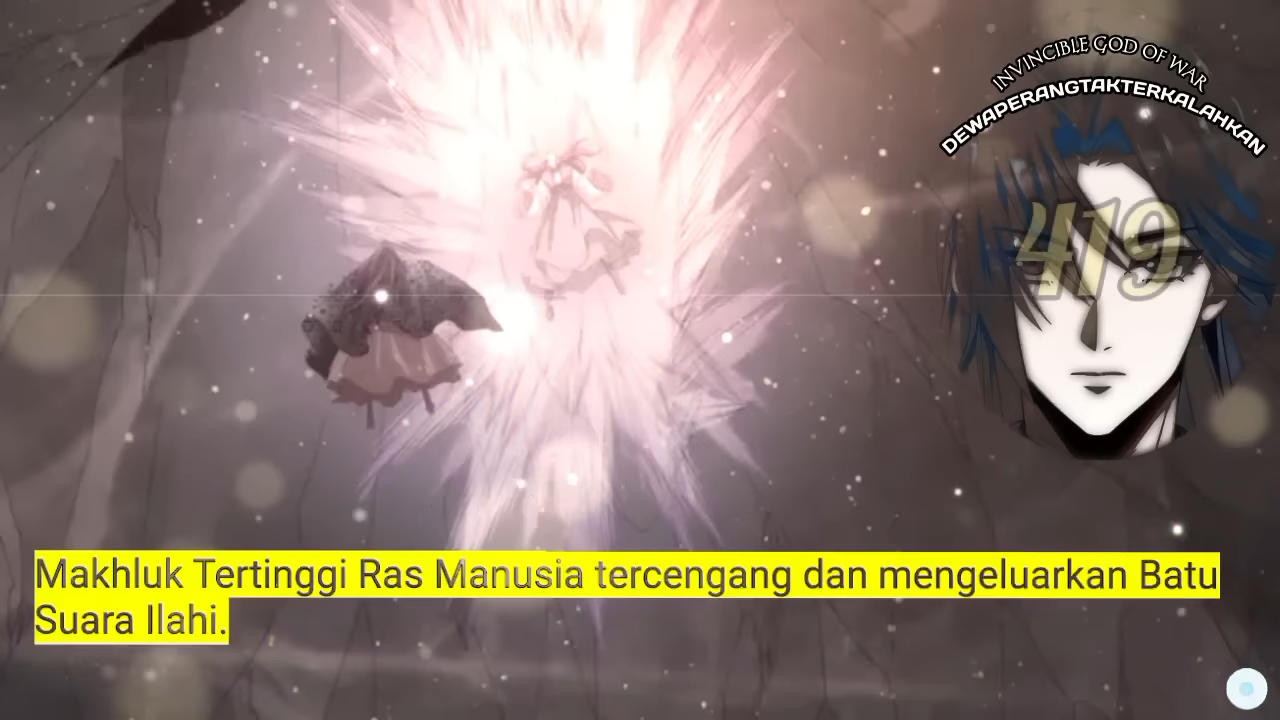 INVINCIBLE GOD OF WAR
DEWAPERANGTAKTERKALAHKAN
419
Makhluk Tertinggi Ras Manusia tercengang dan mengeluarkan Batu
Suara Ilahi.